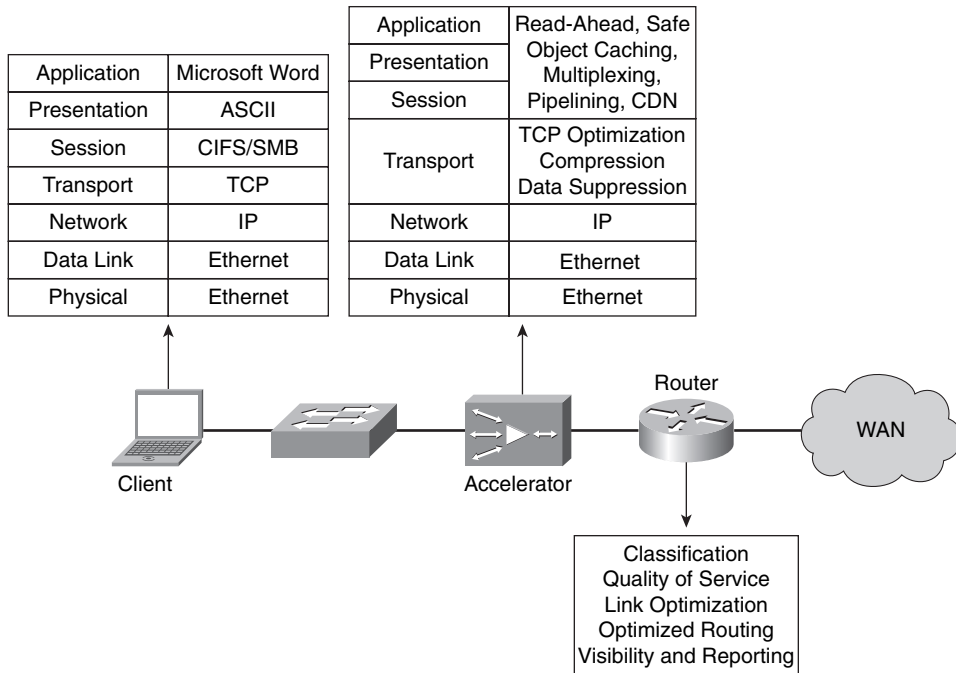 Application Microsoft Word
Presentation ASCII
Session CIFS/SMB
Transport TCP
Network IP
Data Link Ethernet
Physical Ethernet
Application
Presentation
Session
Read-Ahead, Safe
Object Caching,
Multiplexing,
Pipelining, CDN
Transport
TCP Optimization
Compression
Data Suppression
Network IP
Data Link Ethernet
Physical Ethernet
Client
Accelerator
Router
WAN
Classification
Quality of Service
Link Optimization
Optimized Routing
Visibility and Reporting